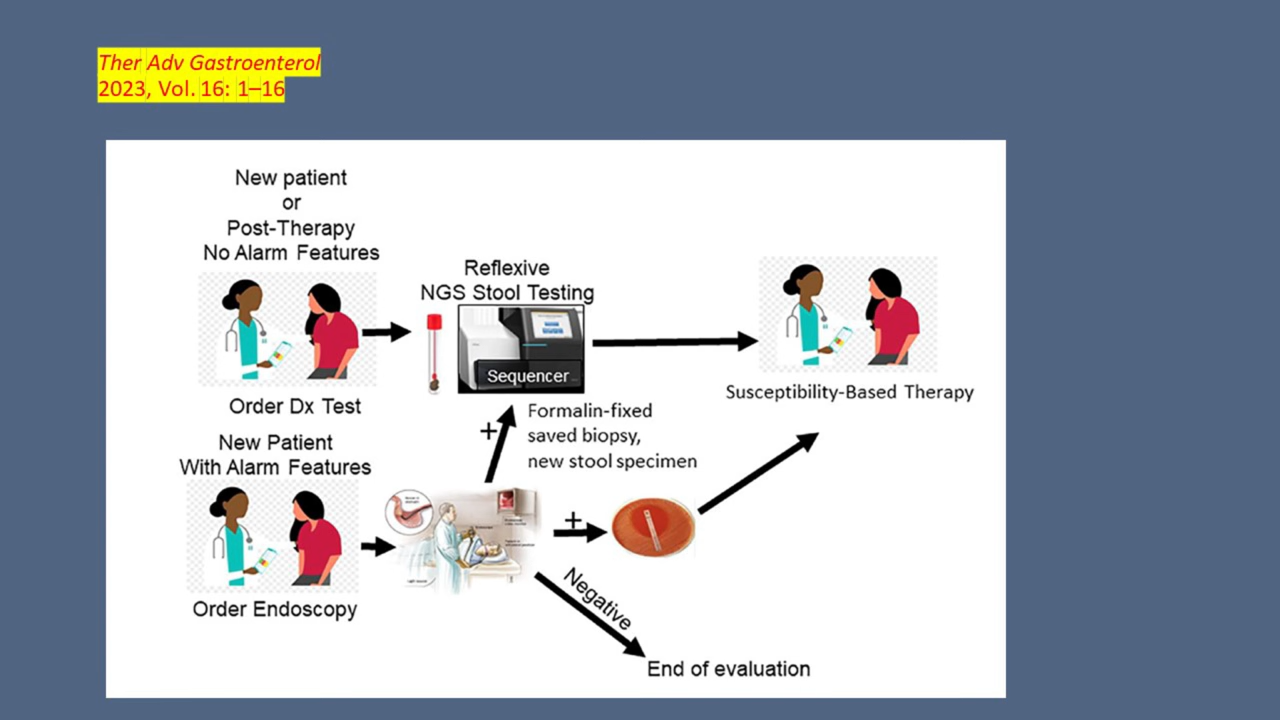 Ther Adv Gastroenterol
2023, Vol. 16: 1–16
New patient
or
Post-Therapy
No Alarm Features
Order Dx Test
Reflexive
NGS Stool Testing
Sequencer
Susceptibility-Based Therapy
Formalin-fixed
saved biopsy,
new stool specimen
+
New Patient
With Alarm Features
Order Endoscopy
+
Negative
End of evaluation